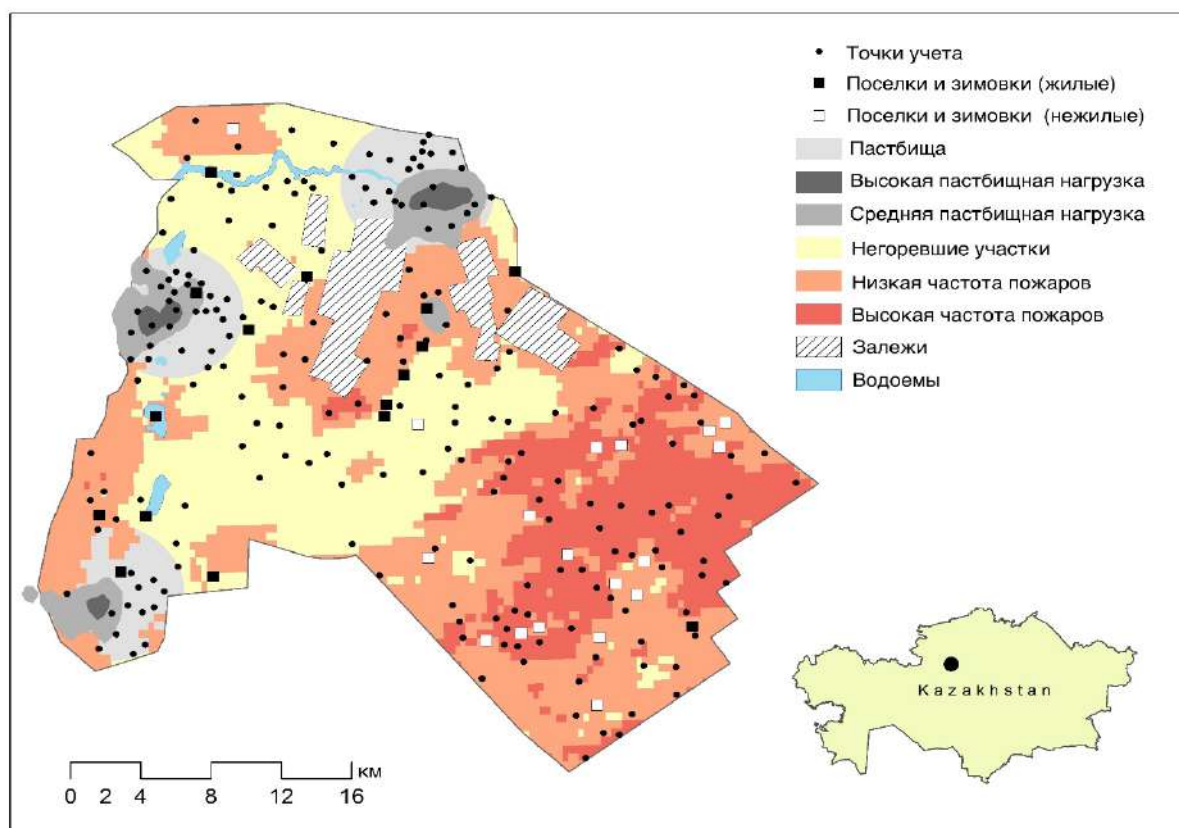 Точки учета
Поселки и зимовки (жилые)
Поселки и зимовки (нежилые)
Пастбища
Высокая пастбищная нагрузка
Средняя пастбищная нагрузка
Негоревшие участки
Низкая частота пожаров
Высокая частота пожаров
Залежи
Водоемы
Kazakhstan
км
0 2 4 8 12 16